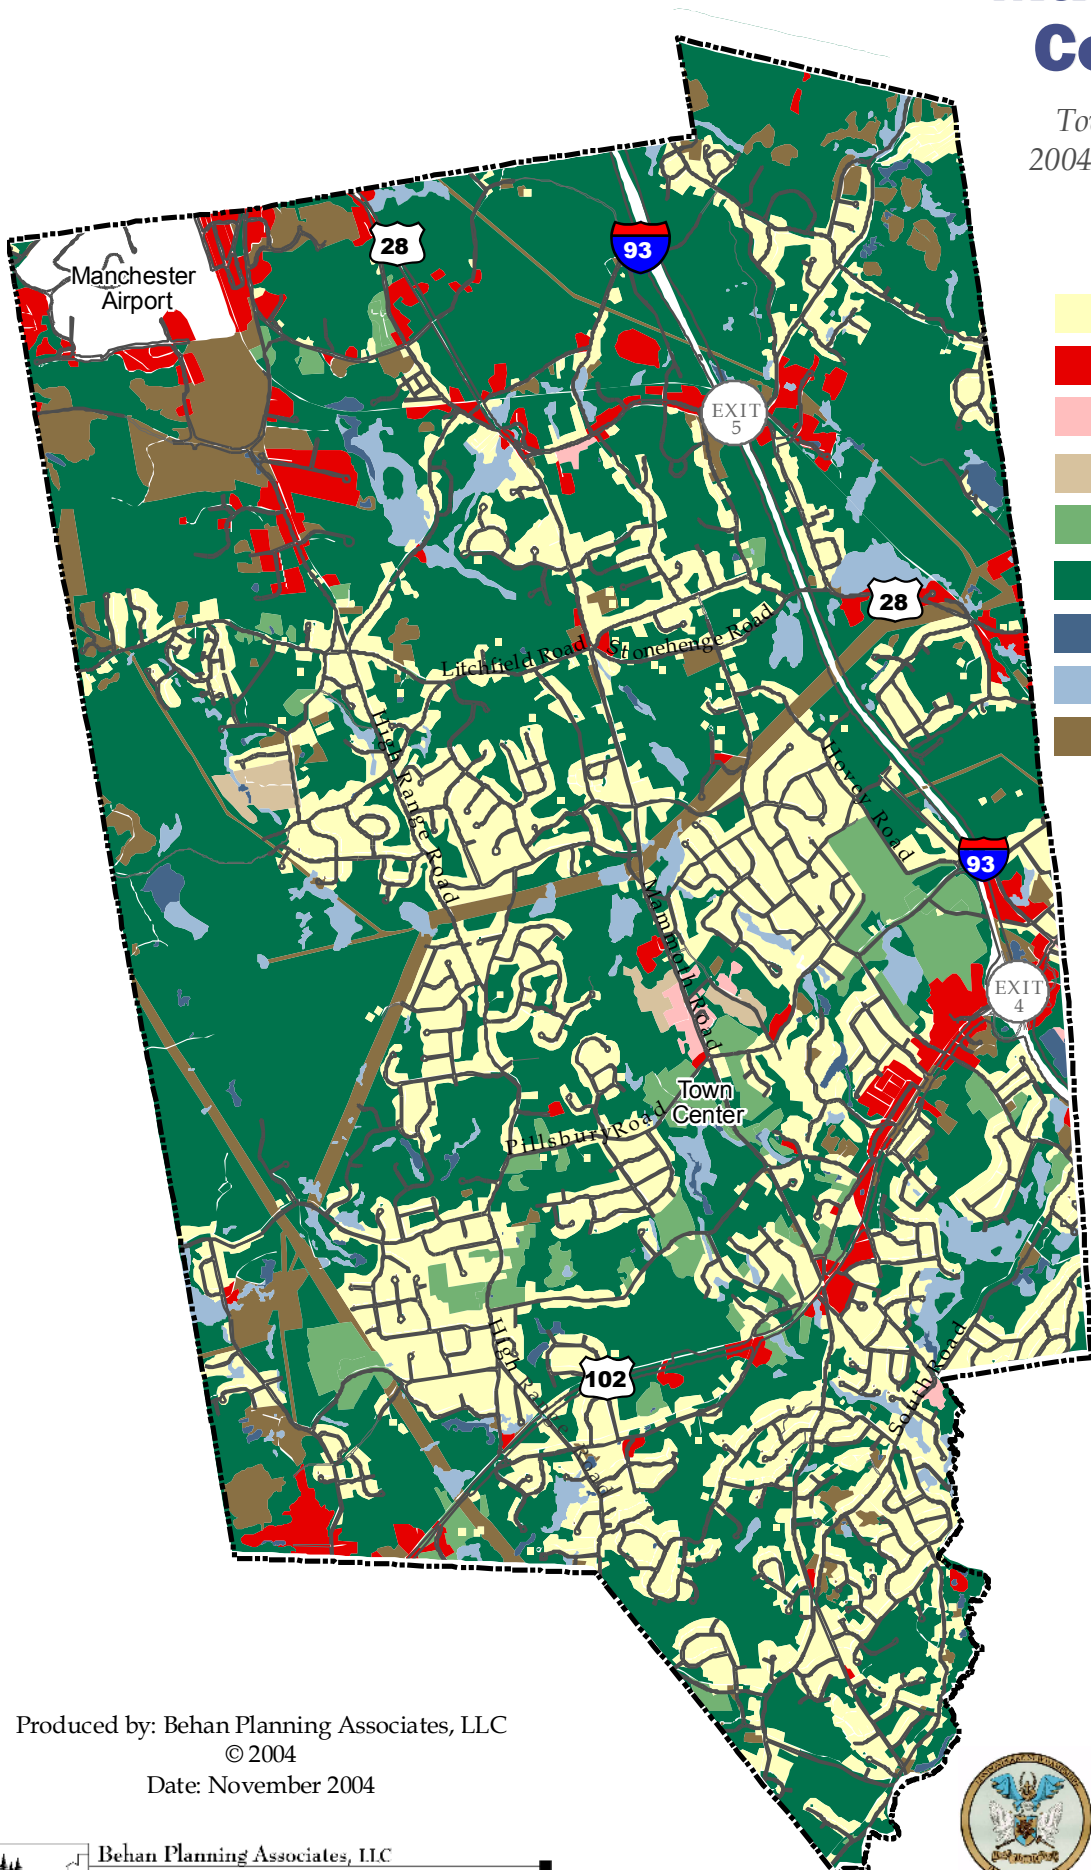 Co
To
2004
Manchester
Airport
28
93
EXIT
5
28
Litchfield Road
Stonehenge Road
High Range Road
Hovey Road
93
Mammoth Road
EXIT
4
Town
Center
Pillsbury Road
High Range Road
102
South Road
Produced by: Behan Planning Associates, LLC
© 2004
Date: November 2004
Behan Planning Associates, LLC